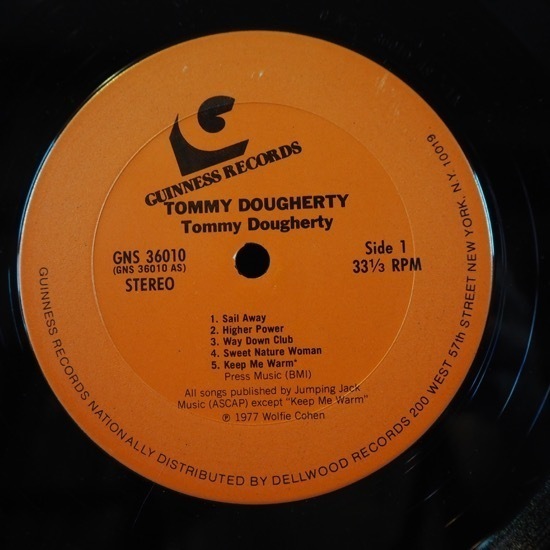 GUINNESS RECORDS
TOMMY DOUGHERTY
Tommy Dougherty
GNS 36010
(GNS 36010 AS)
STEREO
Side 1
33⅓ RPM
1. Sail Away
2. Higher Power
3. Way Down Club
4. Sweet Nature Woman
5. Keep Me Warm*
Press Music (BMI)
All songs published by Jumping Jack
Music (ASCAP) except "Keep Me Warm"
℗ 1977 Wolfie Cohen
GUINNESS RECORDS NATIONALLY DISTRIBUTED BY DELLWOOD RECORDS 200 WEST 57th STREET NEW YORK, N.Y. 10019